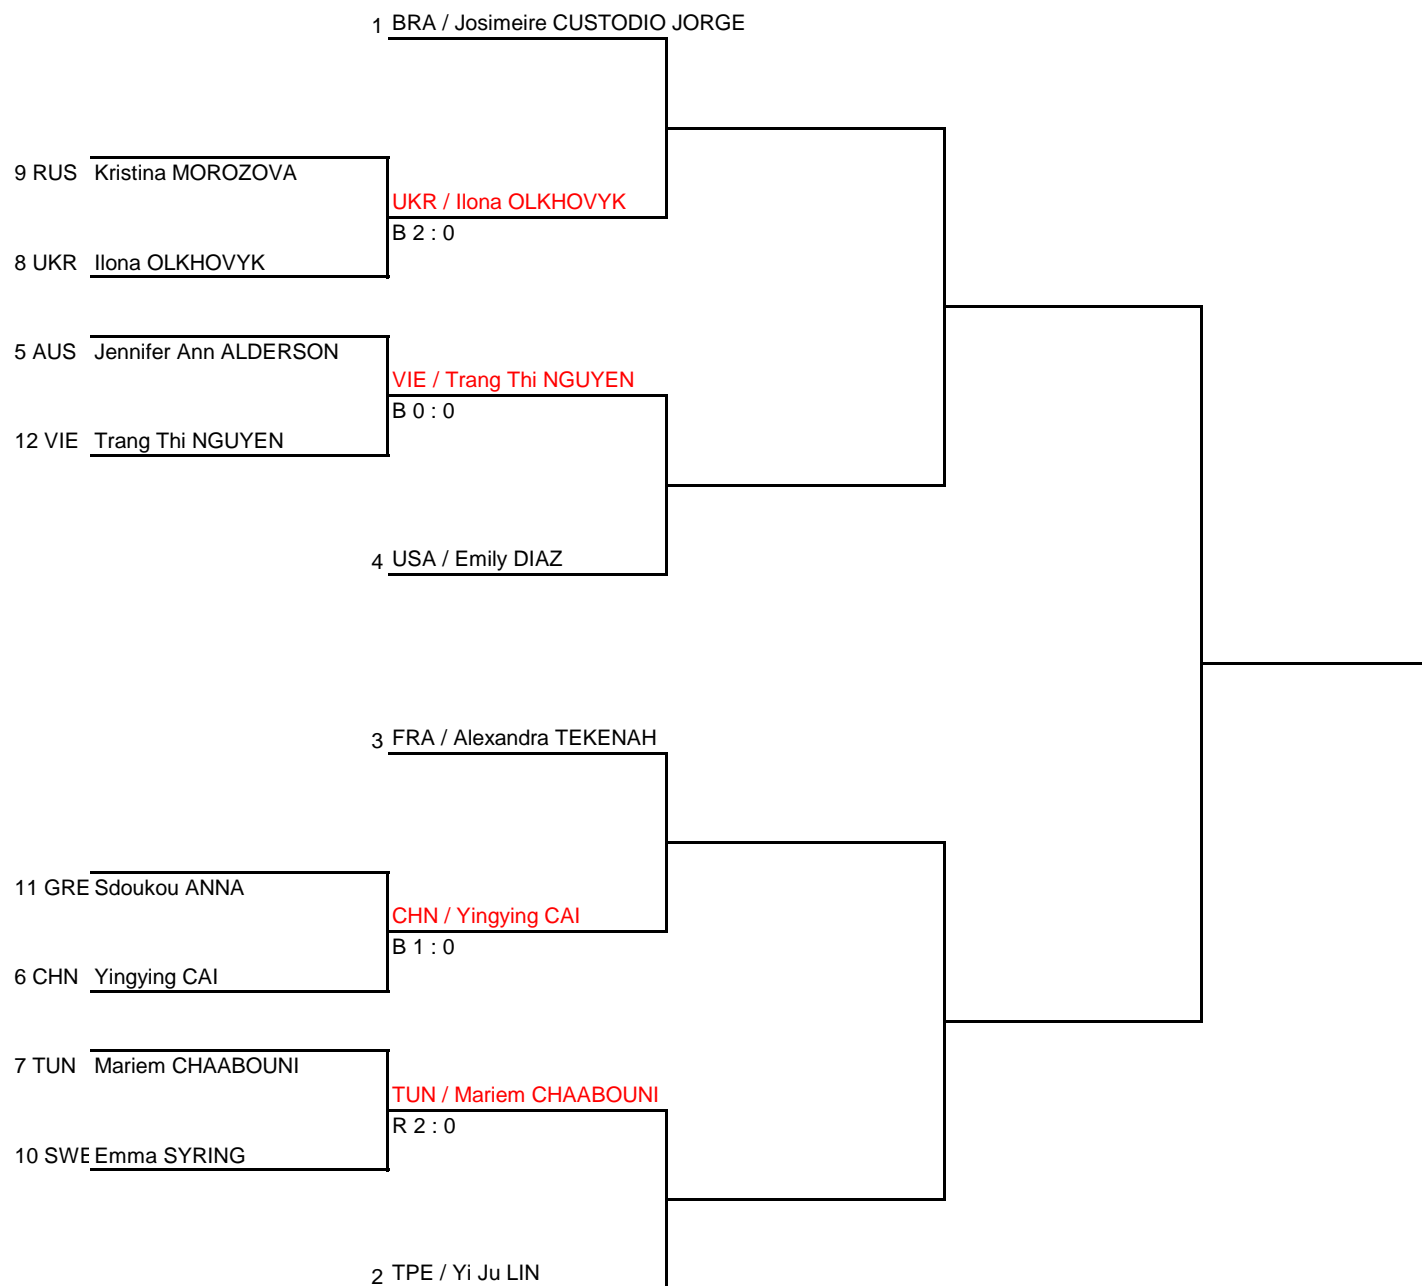 1 BRA / Josimeire CUSTODIO JORGE
9 RUS Kristina MOROZOVA
UKR / Ilona OLKHOVYK
B 2 : 0
8 UKR Ilona OLKHOVYK
5 AUS Jennifer Ann ALDERSON
VIE / Trang Thi NGUYEN
B 0 : 0
12 VIE Trang Thi NGUYEN
4 USA / Emily DIAZ
3 FRA / Alexandra TEKENAH
11 GRE Sdoukou ANNA
CHN / Yingying CAI
B 1 : 0
6 CHN Yingying CAI
7 TUN Mariem CHAABOUNI
TUN / Mariem CHAABOUNI
R 2 : 0
10 SWE Emma SYRING
2 TPE / Yi Ju LIN